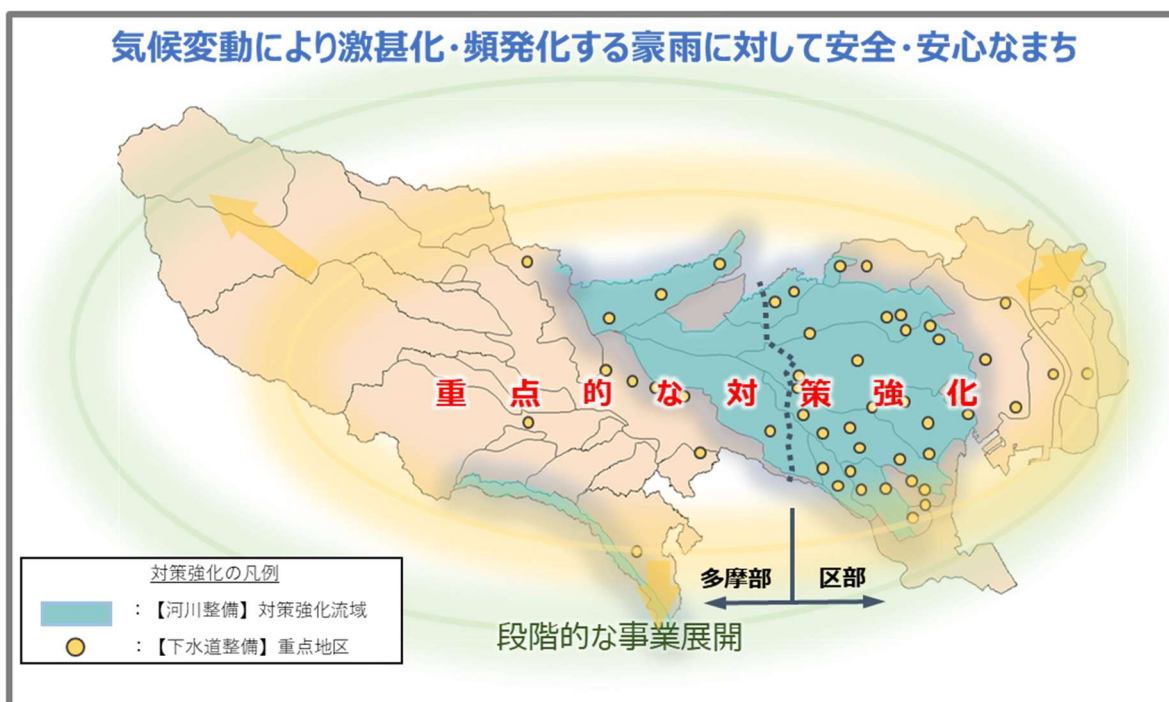 気候変動により激甚化・頻発化する豪雨に対して安全・安心なまち
重点的な対策強化
多摩部
区部
段階的な事業展開
対策強化の凡例
：【河川整備】対策強化流域
：【下水道整備】重点地区